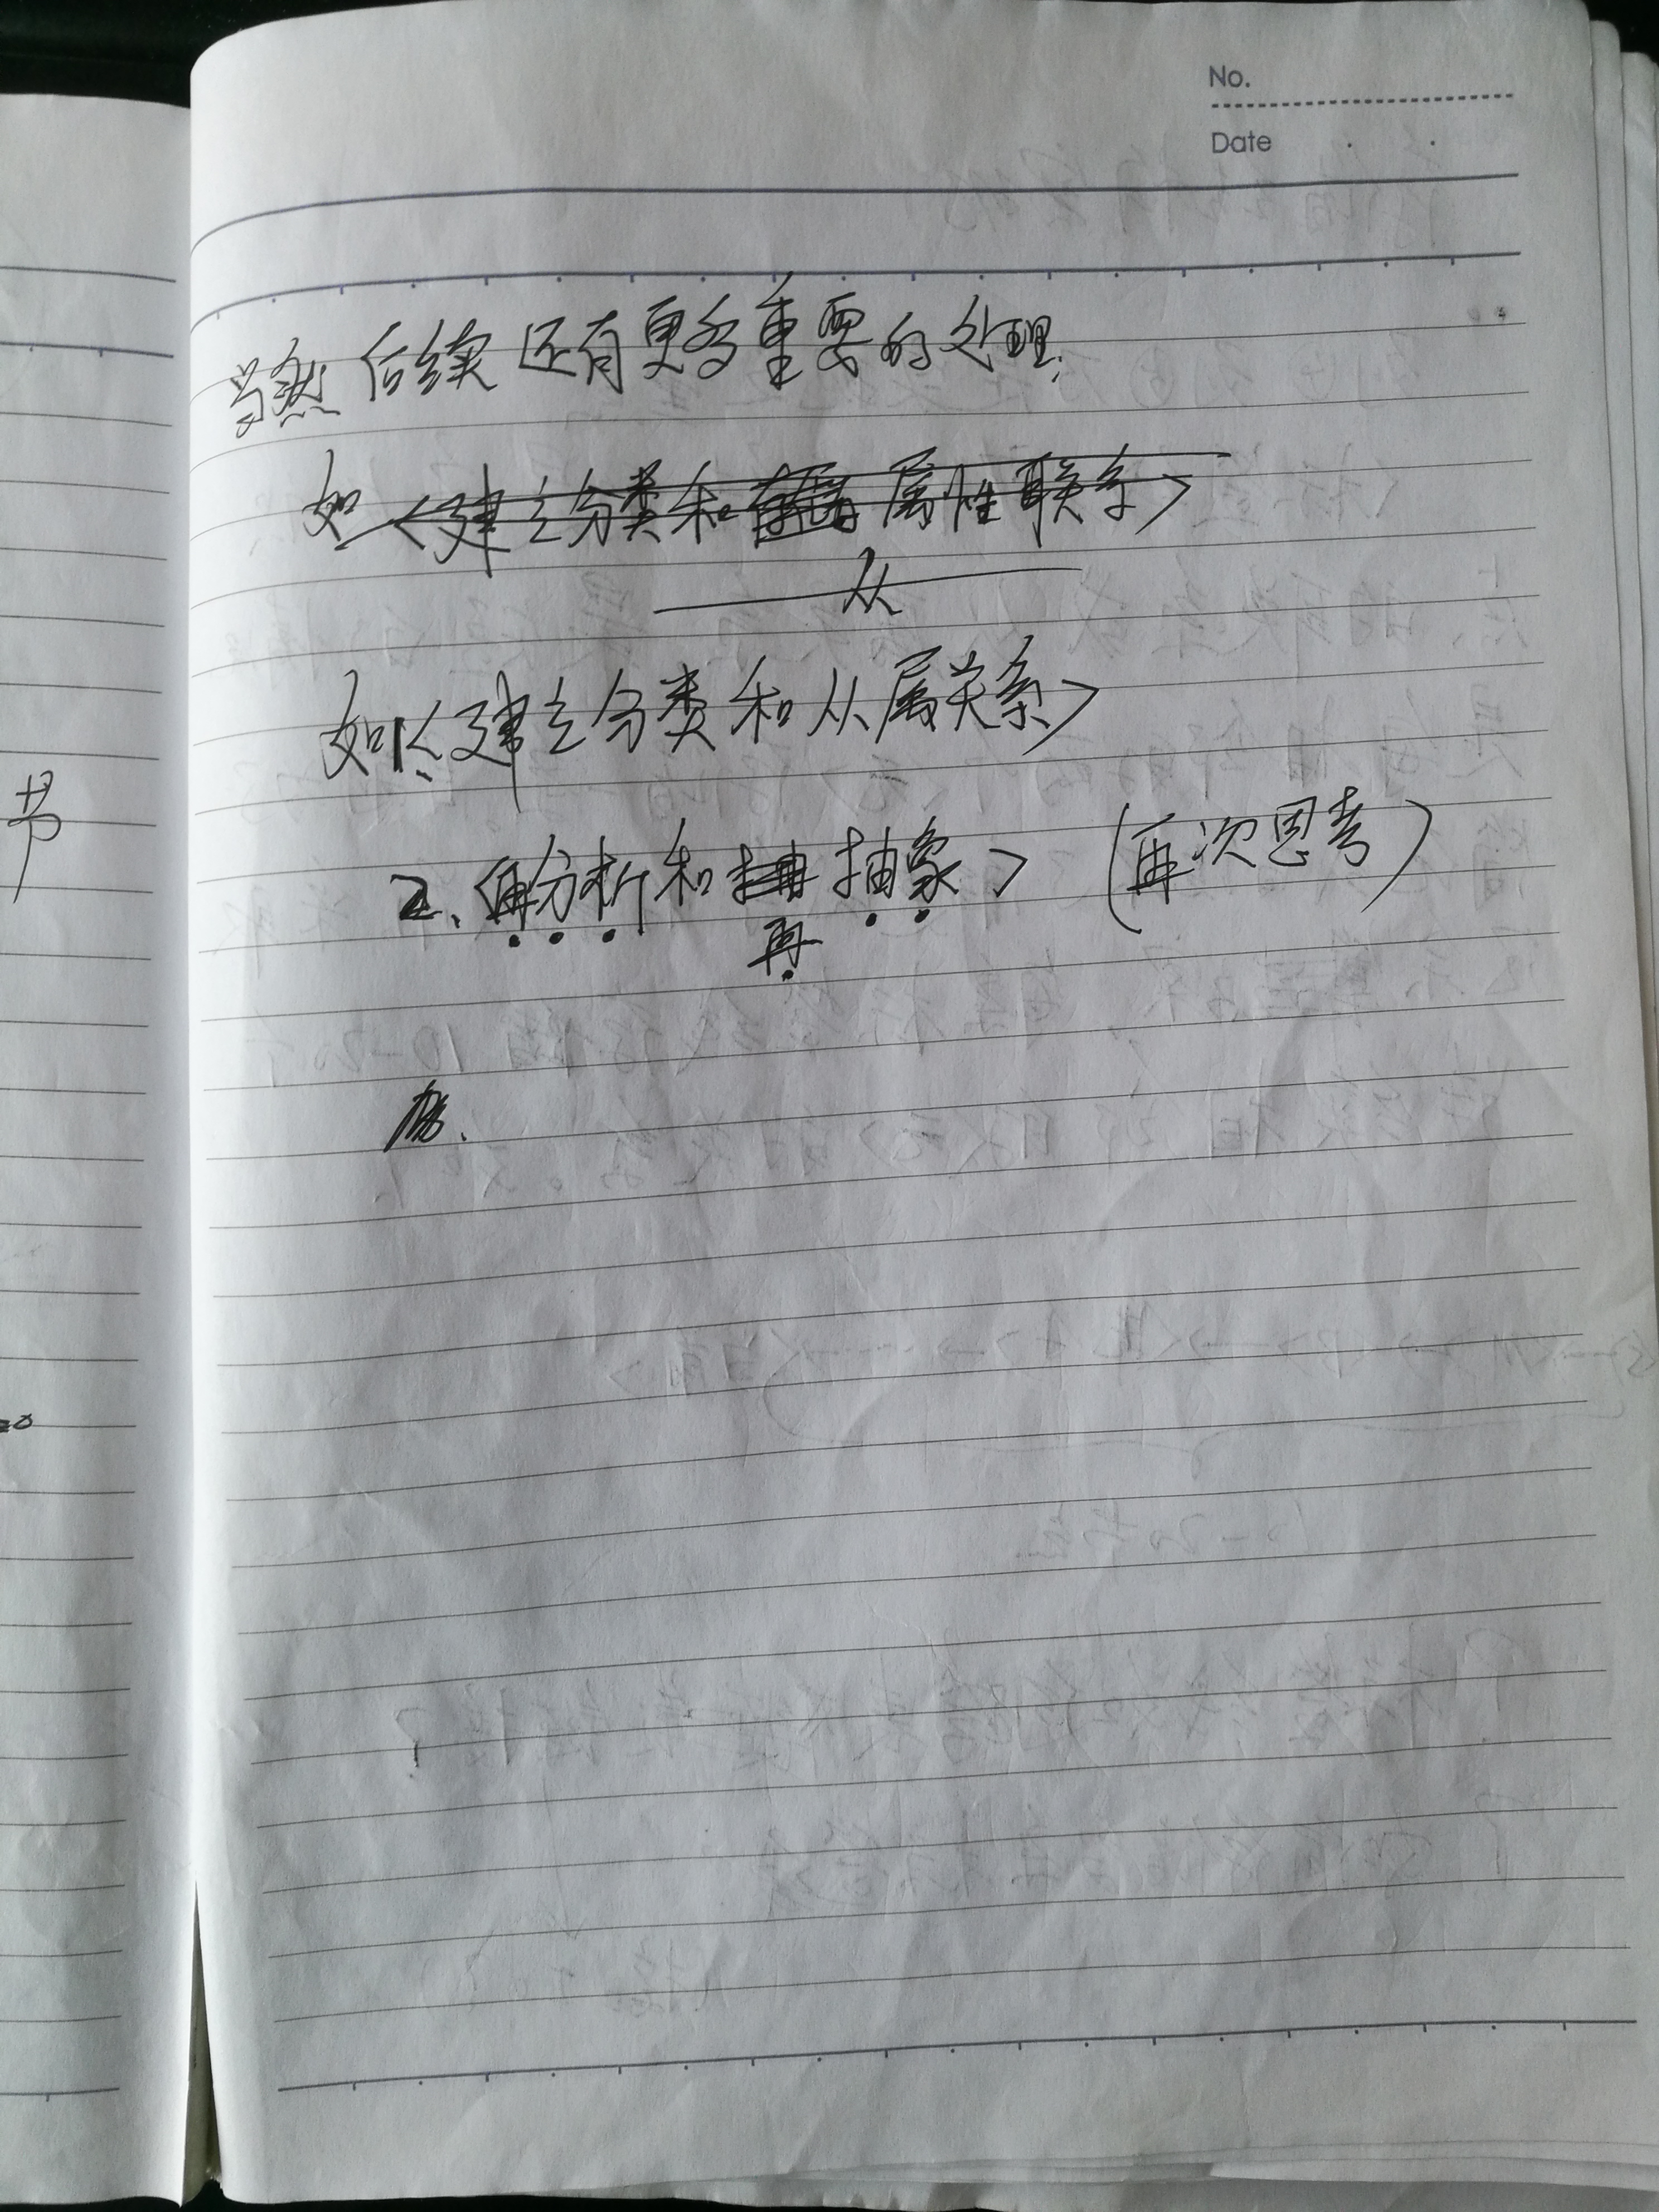 No.
Date
当然后续还有更多重要的处理:
如<建立分类和属性联系>
从
如1.<建立分类和从属关系>
2.<再分析和 抽象> (再次思考)
再
节
20